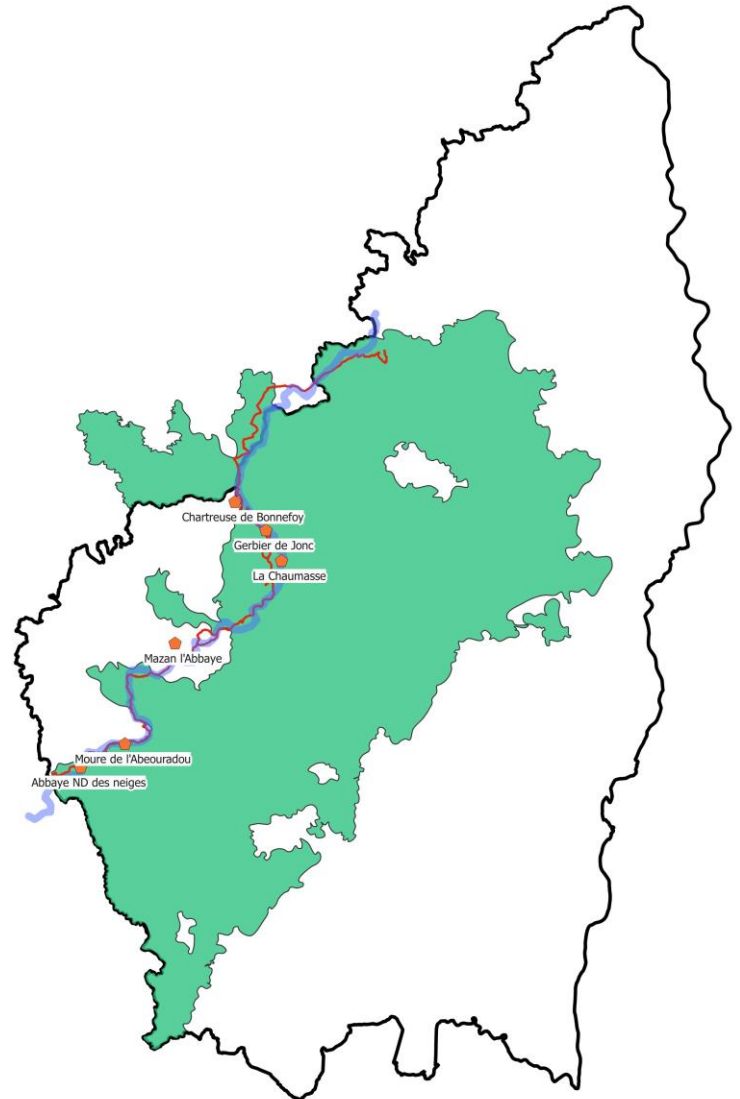 Chartreuse de Bonnefoy
Gerbier de Jonc
La Chaumasse
Mazan l'Abbaye
Moure de l'Abeouradou
Abbaye ND des neiges